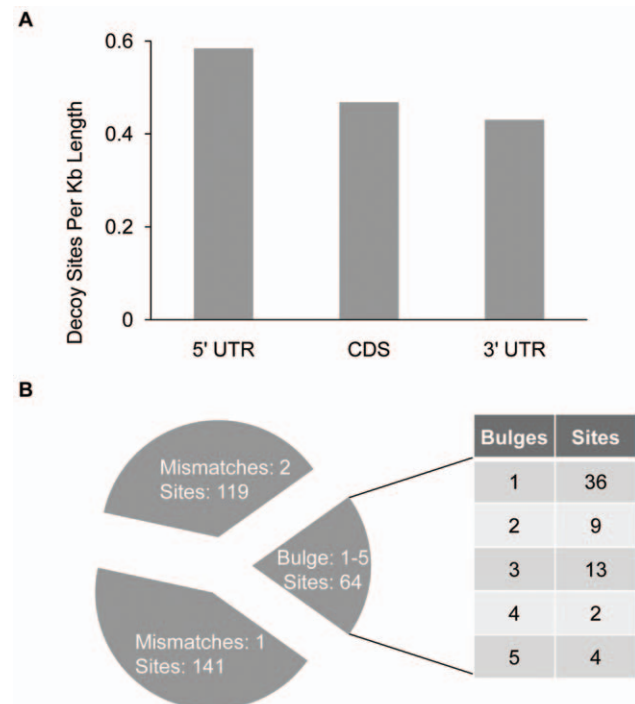 A
Decoy Sites Per Kb Length
0.6
0.4
0.2
0
5' UTR CDS 3' UTR
B
Mismatches: 2
Sites: 119
Bulge: 1-5
Sites: 64
Mismatches: 1
Sites: 141
Bulges Sites
1 36
2 9
3 13
4 2
5 4